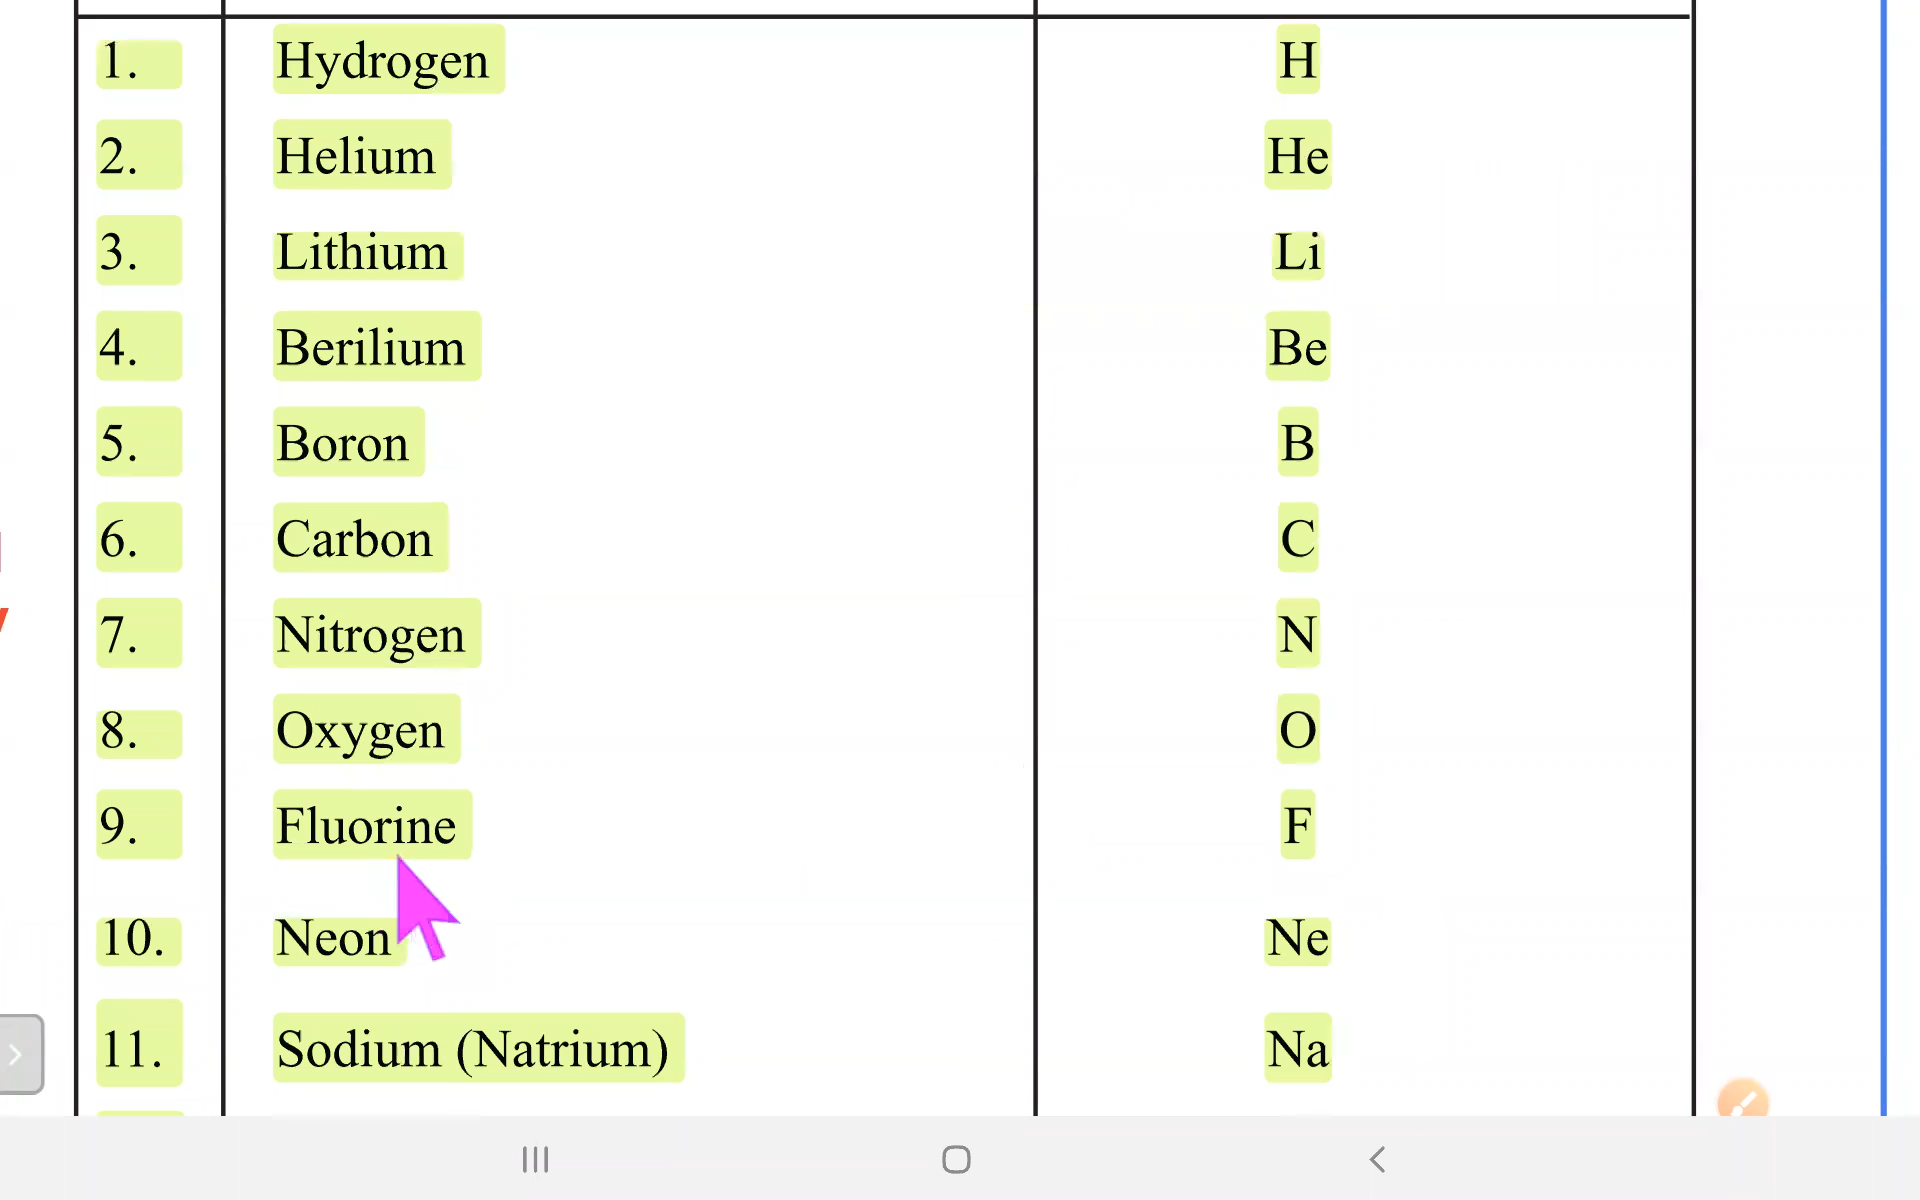 1. Hydrogen H
2. Helium He
3. Lithium Li
4. Berilium Be
5. Boron B
6. Carbon C
7. Nitrogen N
8. Oxygen O
9. Fluorine F
10. Neon Ne
11. Sodium (Natrium) Na